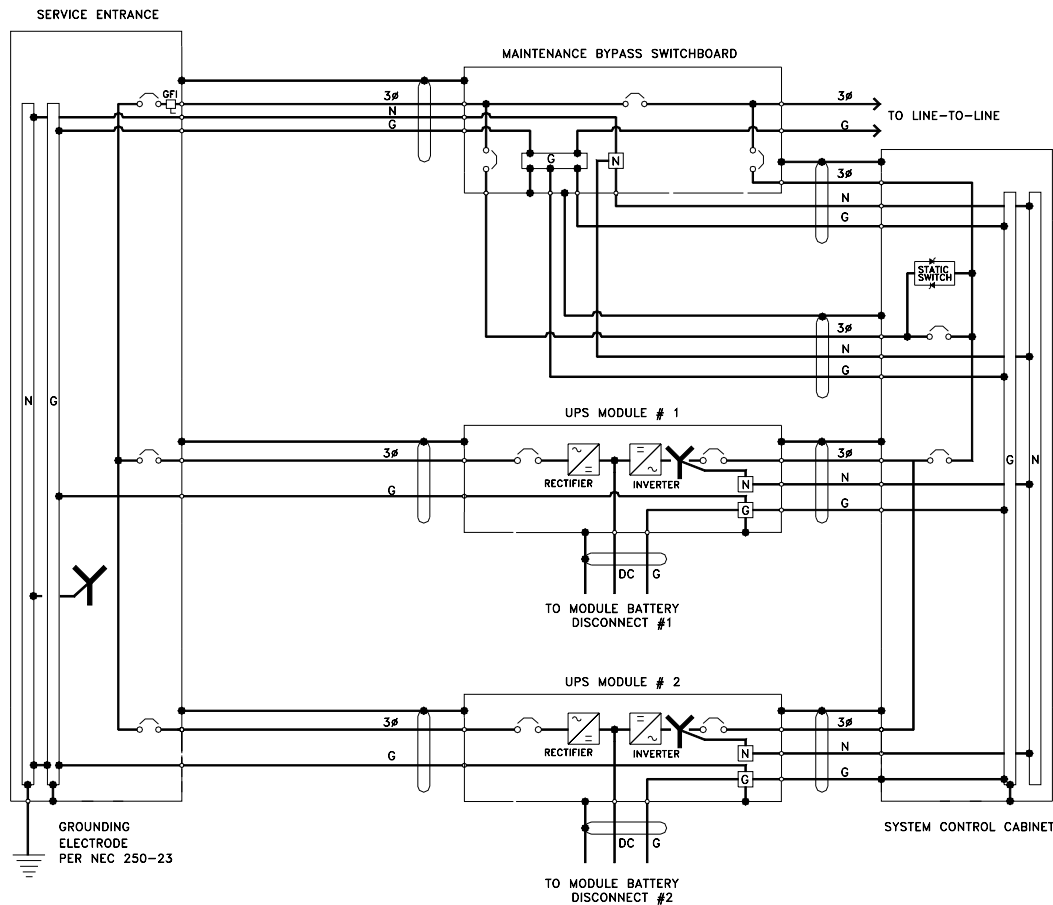 SERVICE ENTRANCE
MAINTENANCE BYPASS SWITCHBOARD
GFI
3ø
N
G
3ø
G
TO LINE-TO-LINE
G
N
3ø
N
G
STATIC
SWITCH
3ø
N
G
N
G
UPS MODULE # 1
3ø
G
RECTIFIER
INVERTER
N
G
3ø
N
G
G
N
DC
G
TO MODULE BATTERY
DISCONNECT #1
UPS MODULE # 2
3ø
G
RECTIFIER
INVERTER
N
G
3ø
N
G
DC
G
TO MODULE BATTERY
DISCONNECT #2
GROUNDING
ELECTRODE
PER NEC 250-23
SYSTEM CONTROL CABINET